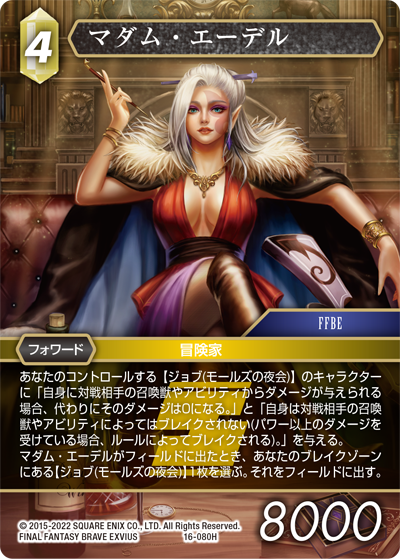 4
マダム・エーデル
FFBE
フォワード
冒険家
あなたのコントロールする【ジョブ(モールズの夜会)】のキャラクター
に「自身に対戦相手の召喚獣やアビリティからダメージが与えられる
場合、代わりにそのダメージは0になる。」と「自身は対戦相手の召喚
獣やアビリティによってはブレイクされない(パワー以上のダメージを
受けている場合、ルールによってブレイクされる)。」を与える。
マダム・エーデルがフィールドに出たとき、あなたのブレイクゾーン
にある【ジョブ(モールズの夜会)】1枚を選ぶ。それをフィールドに出す。
© 2015-2022 SQUARE ENIX CO., LTD. All Rights Reserved.
FINAL FANTASY BRAVE EXVIUS
16-080H
8000